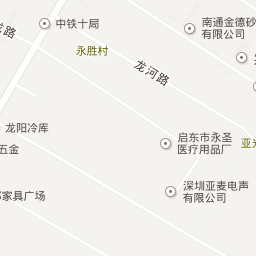 中铁十局
南通金德砂
有限公司
龙路
永胜村
龙河路
龙阳冷库
启东市永圣
医疗用品厂
亚
五金
深圳亚麦电声
有限公司
家具广场